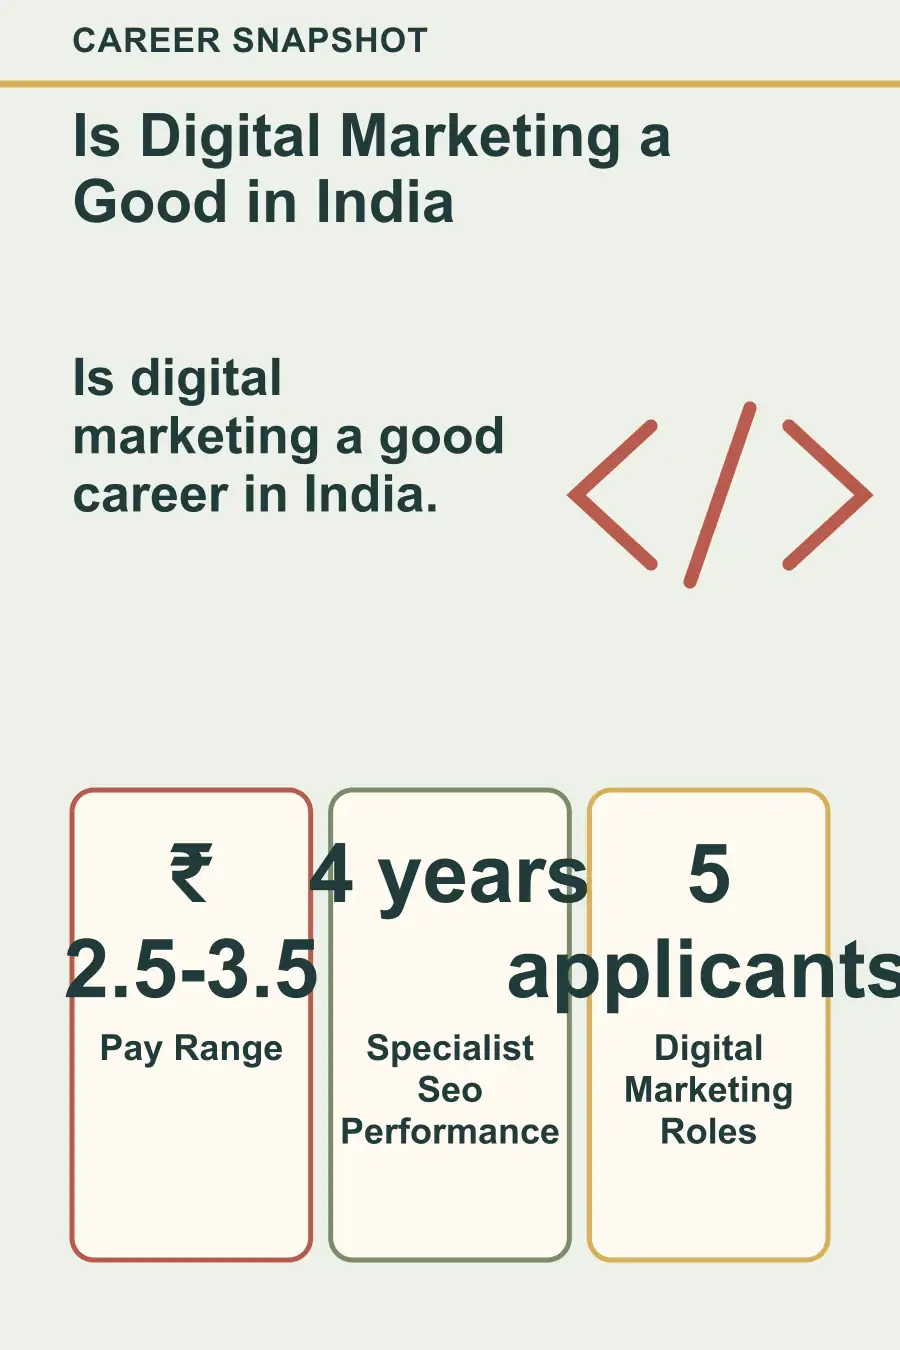 CAREER SNAPSHOT
Is Digital Marketing a
Good in India
Is digital
marketing a good
career in India.
₹
2.5-3.5
Pay Range
4 years
Specialist
Seo
Performance
5
applicants
Digital
Marketing
Roles